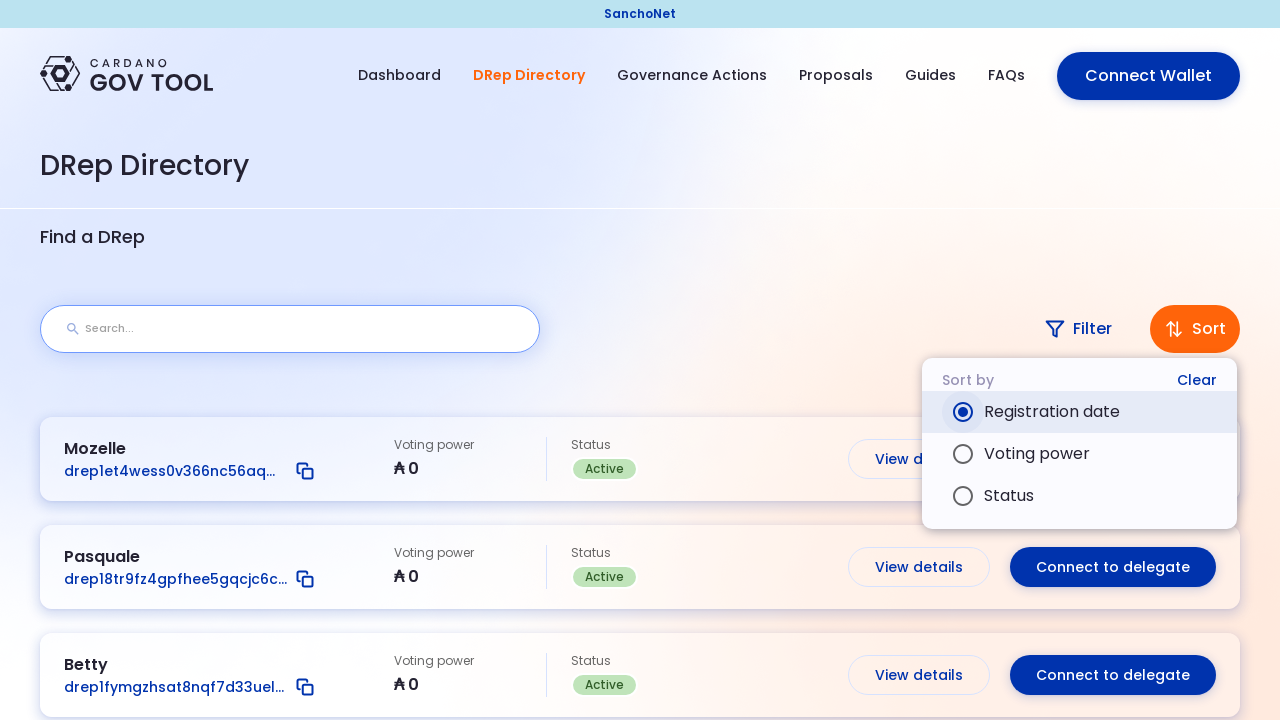 SanchoNet
CARDANO
GOV TOOL
Dashboard
DRep Directory
Governance Actions
Proposals
Guides
FAQs
Connect Wallet
DRep Directory
Find a DRep
Search...
Filter
Sort
Sort by
Clear
Registration date
Voting power
Status
Mozelle
drep1et4wess0v366nc56aq...
Voting power
₳ 0
Status
Active
View d
Pasquale
drep18tr9fz4gpfhee5gqcjc6c...
Voting power
₳ 0
Status
Active
View details
Connect to delegate
Betty
drep1fymgzhsat8nqf7d33uel...
Voting power
₳ 0
Status
Active
View details
Connect to delegate